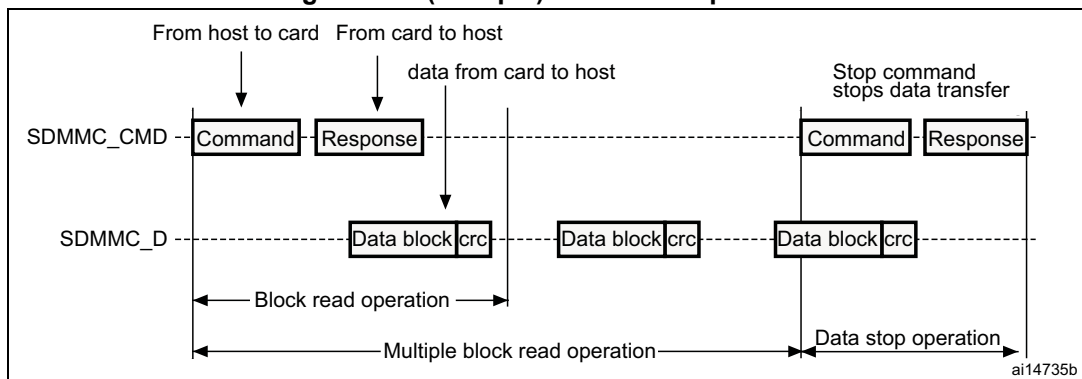 From host to card From card to host
data from card to host
Stop command
stops data transfer
SDMMC_CMD Command Response Command Response
SDMMC_D Data block crc Data block crc Data block crc
Block read operation
Data stop operation
Multiple block read operation
ai14735b